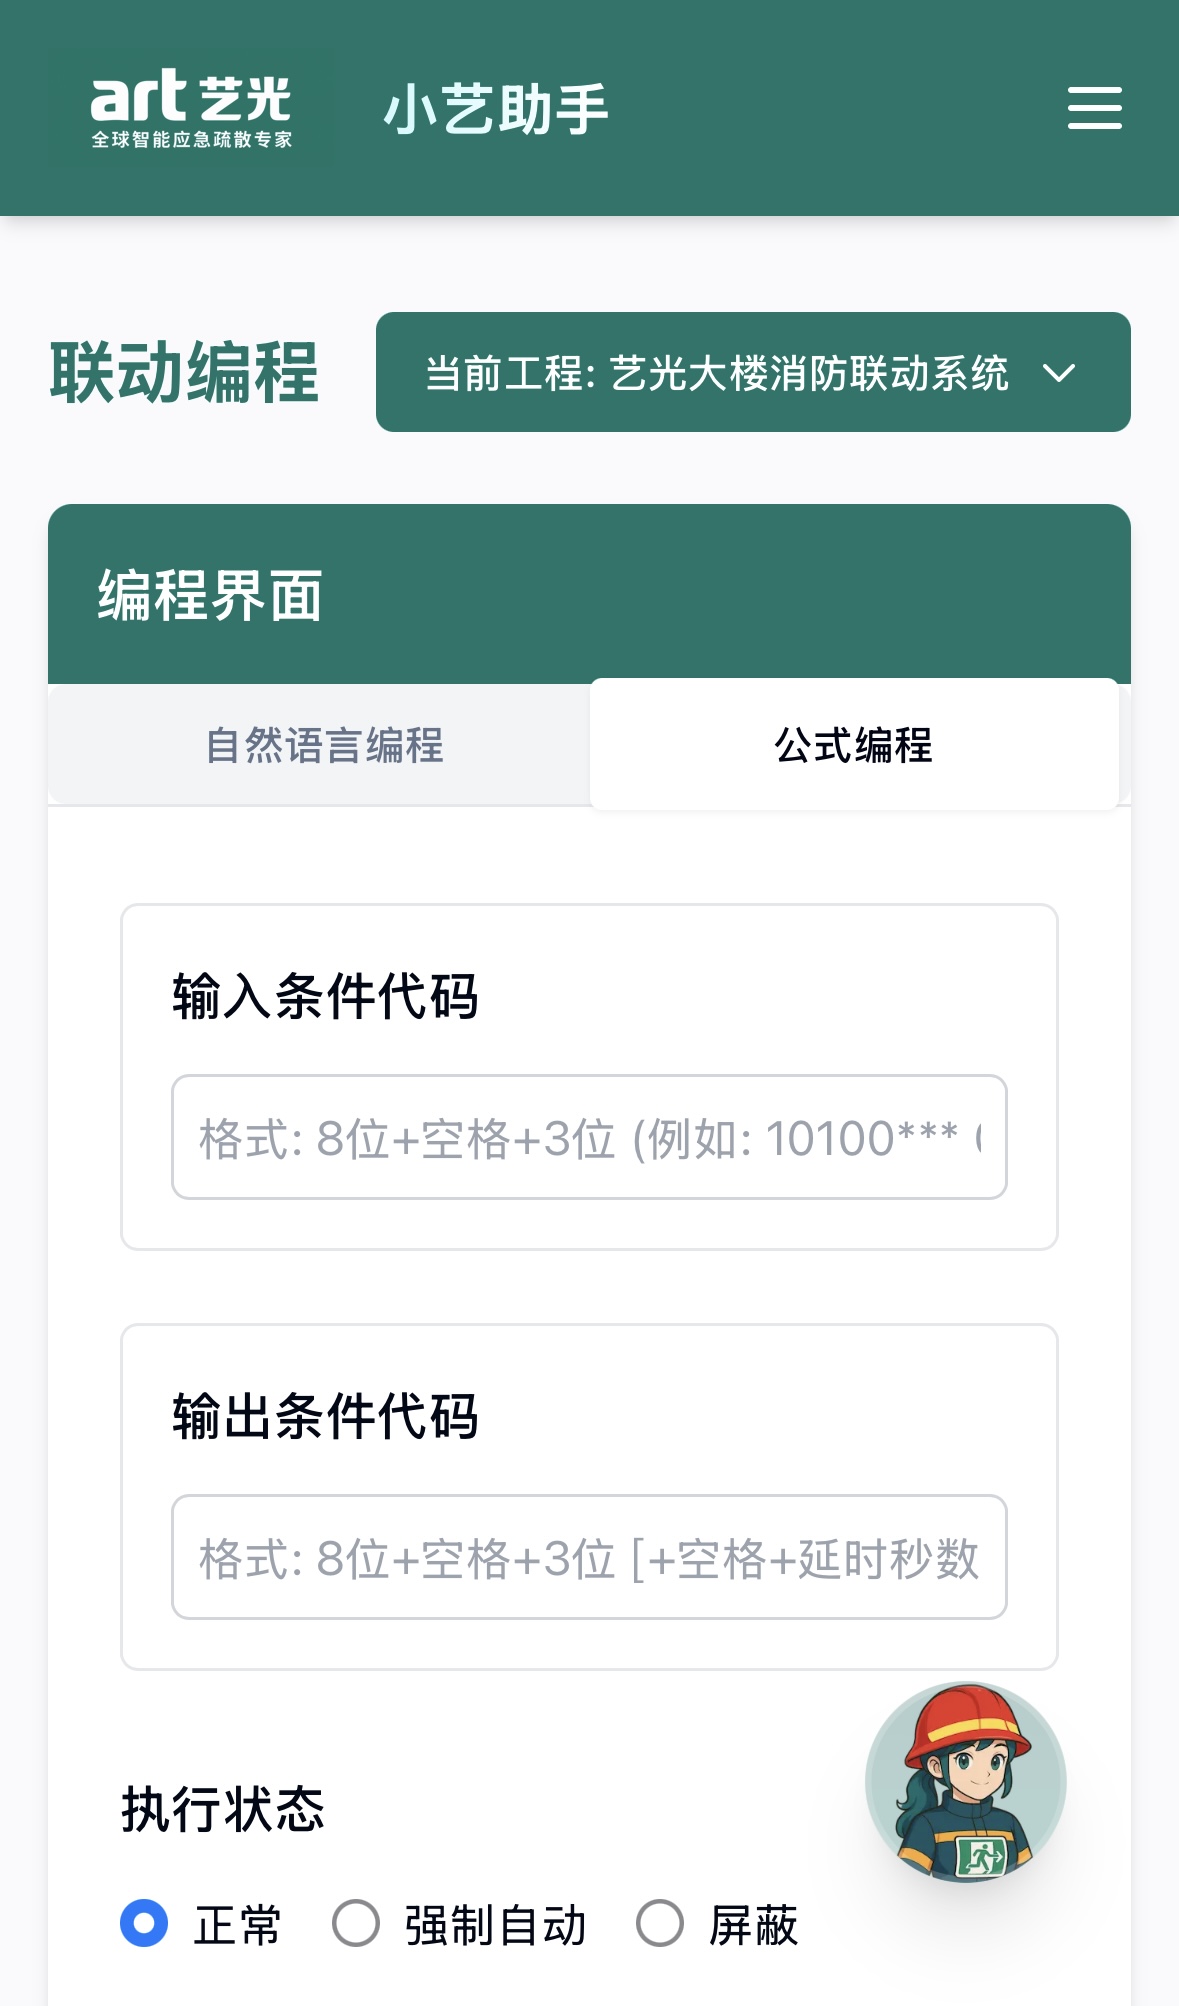 art 艺光
全球智能应急疏散专家
小艺助手
联动编程
当前工程: 艺光大楼消防联动系统
编程界面
自然语言编程
公式编程
输入条件代码
格式: 8位+空格+3位 (例如: 10100***
输出条件代码
格式: 8位+空格+3位 [+空格+延时秒数
执行状态
正常
强制自动
屏蔽